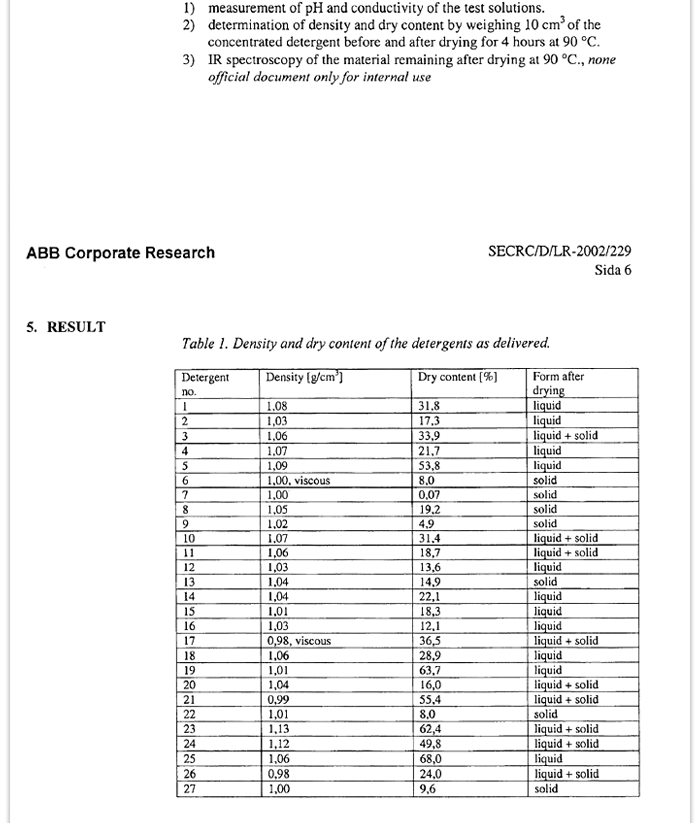 1) measurement of pH and conductivity of the test solutions.
2) determination of density and dry content by weighing 10 cm³ of the
concentrated detergent before and after drying for 4 hours at 90 °C.
3) IR spectroscopy of the material remaining after drying at 90 °C., none
official document only for internal use
ABB Corporate Research SECRC/D/LR-2002/229
Sida 6
5. RESULT
Table 1. Density and dry content of the detergents as delivered.
Detergent Density [g/cm³] Dry content [%] Form after
no. drying
1 1.08 31.8 liquid
2 1,03 17,3 liquid
3 1,06 33,9 liquid + solid
4 1,07 21,7 liquid
5 1,09 53,8 liquid
6 1,00, viscous 8,0 solid
7 1,00 0,07 solid
8 1,05 19,2 solid
9 1,02 4,9 solid
10 1,07 31,4 liquid + solid
11 1,06 18,7 liquid + solid
12 1,03 13,6 liquid
13 1,04 14,9 solid
14 1,04 22,1 liquid
15 1,01 18,3 liquid
16 1,03 12,1 liquid
17 0,98, viscous 36,5 liquid + solid
18 1,06 28,9 liquid
19 1,01 63,7 liquid
20 1,04 16,0 liquid + solid
21 0,99 55,4 liquid + solid
22 1,01 8,0 solid
23 1,13 62,4 liquid + solid
24 1,12 49,8 liquid + solid
25 1,06 68,0 liquid
26 0,98 24,0 liquid + solid
27 1,00 9,6 solid